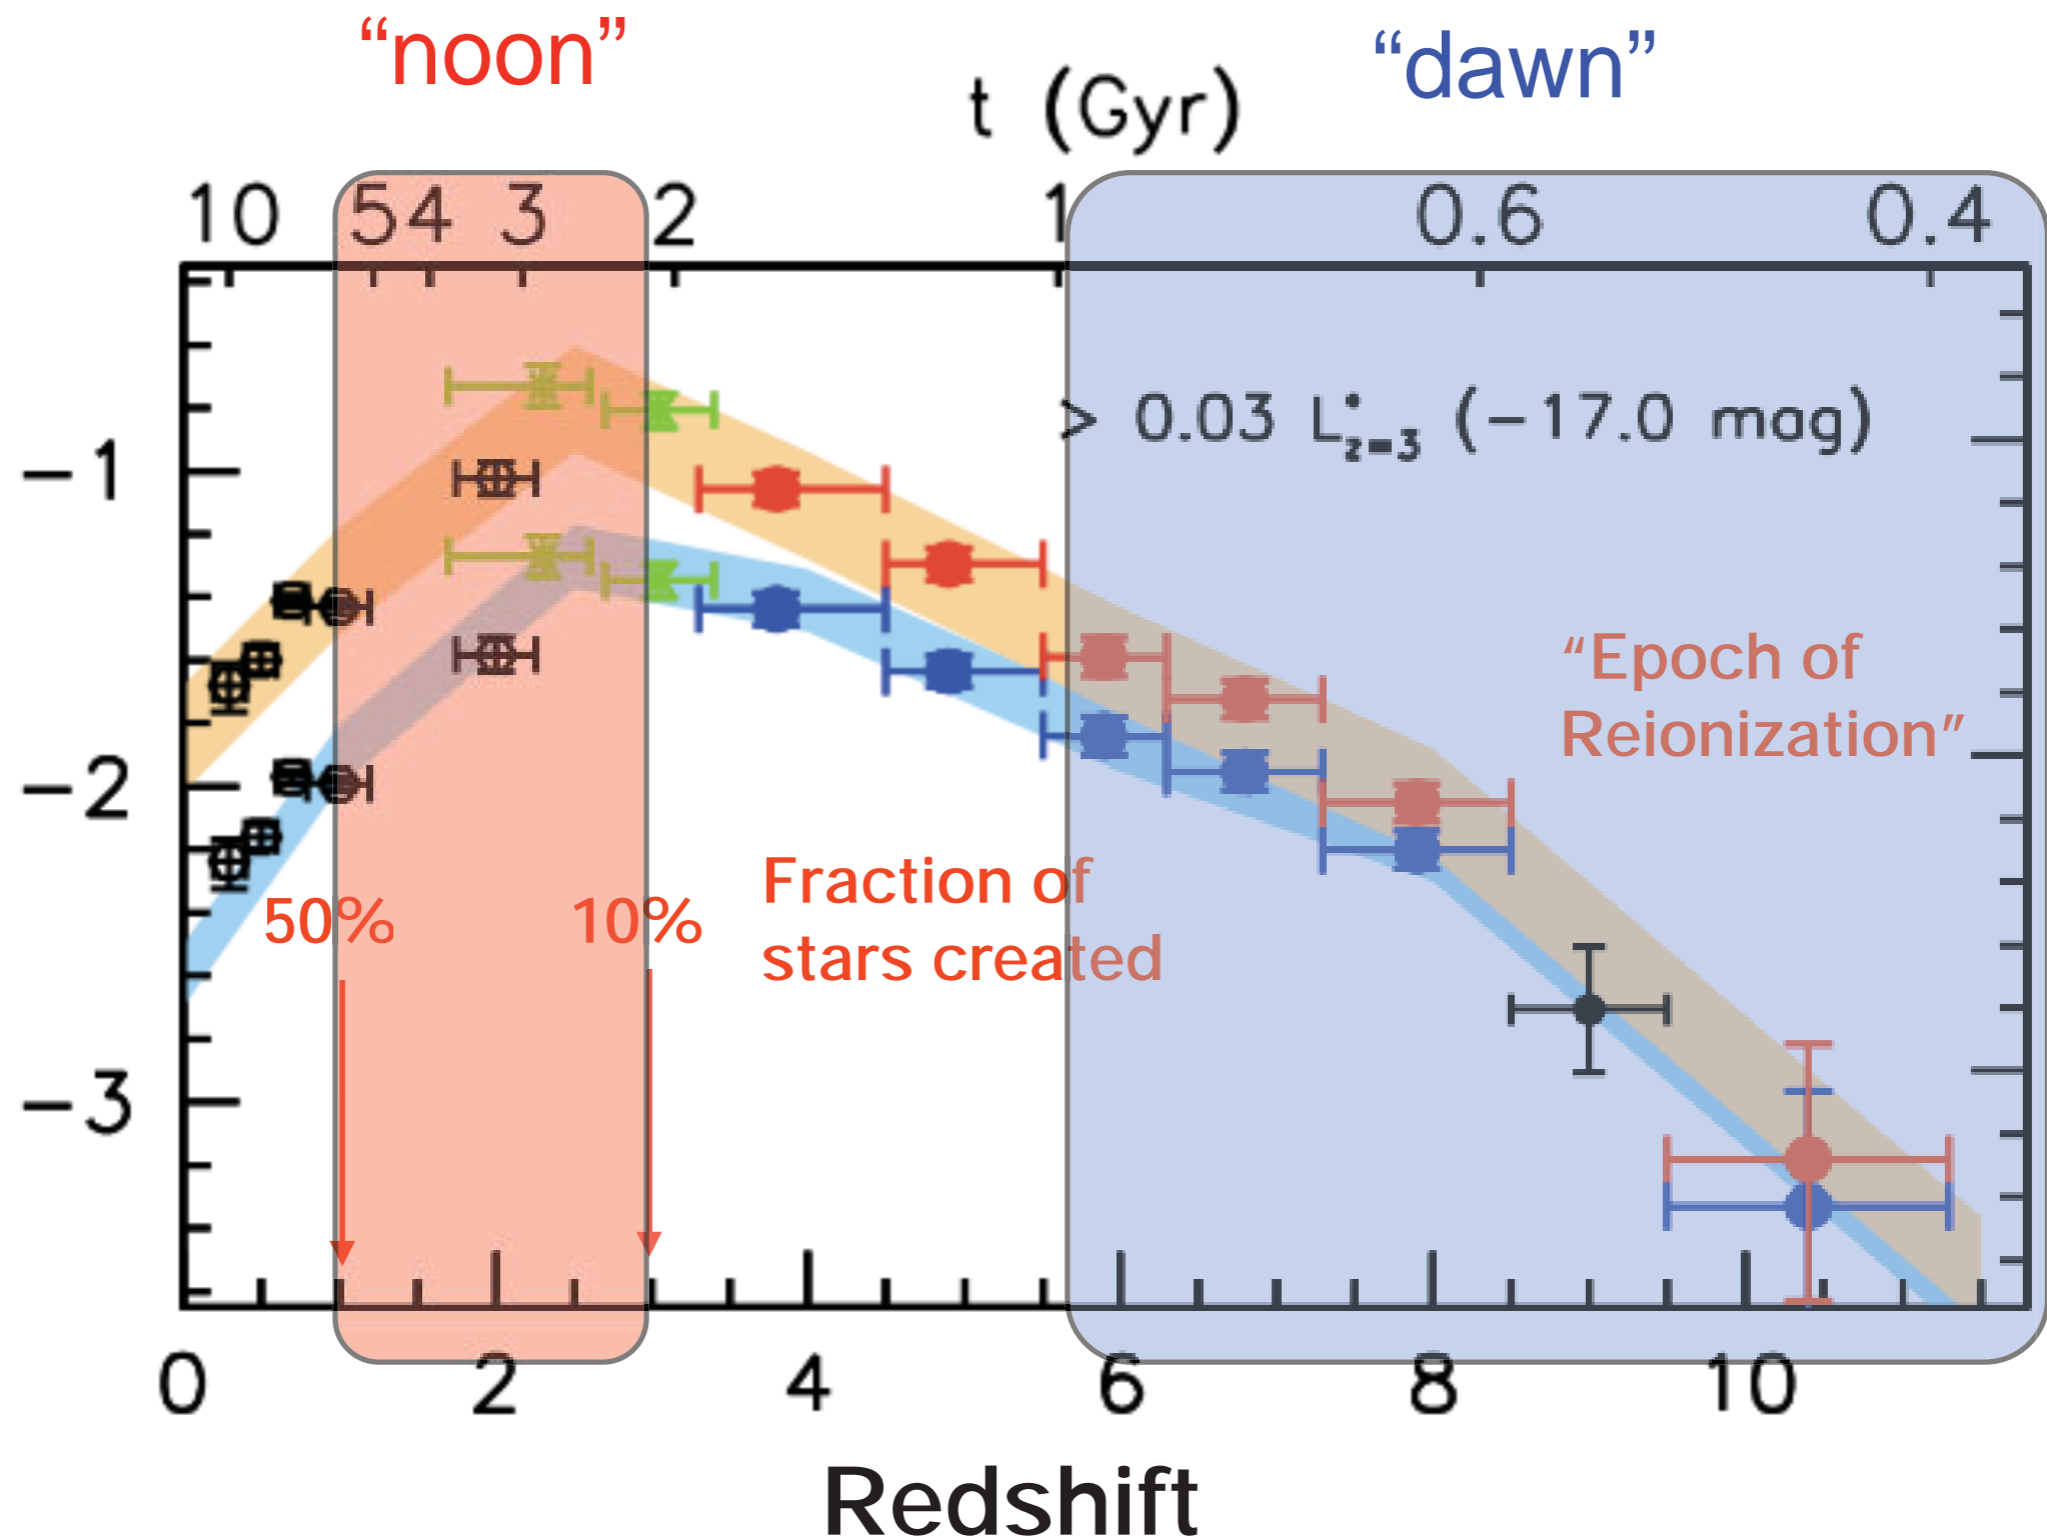 “noon”
“dawn”
t (Gyr)
10 5 4 3 2 1 0.6 0.4
> 0.03 L*z=3 (-17.0 mag)
-1
“Epoch of
Reionization”
-2
Fraction of
stars created
50% 10%
-3
0 2 4 6 8 10
Redshift